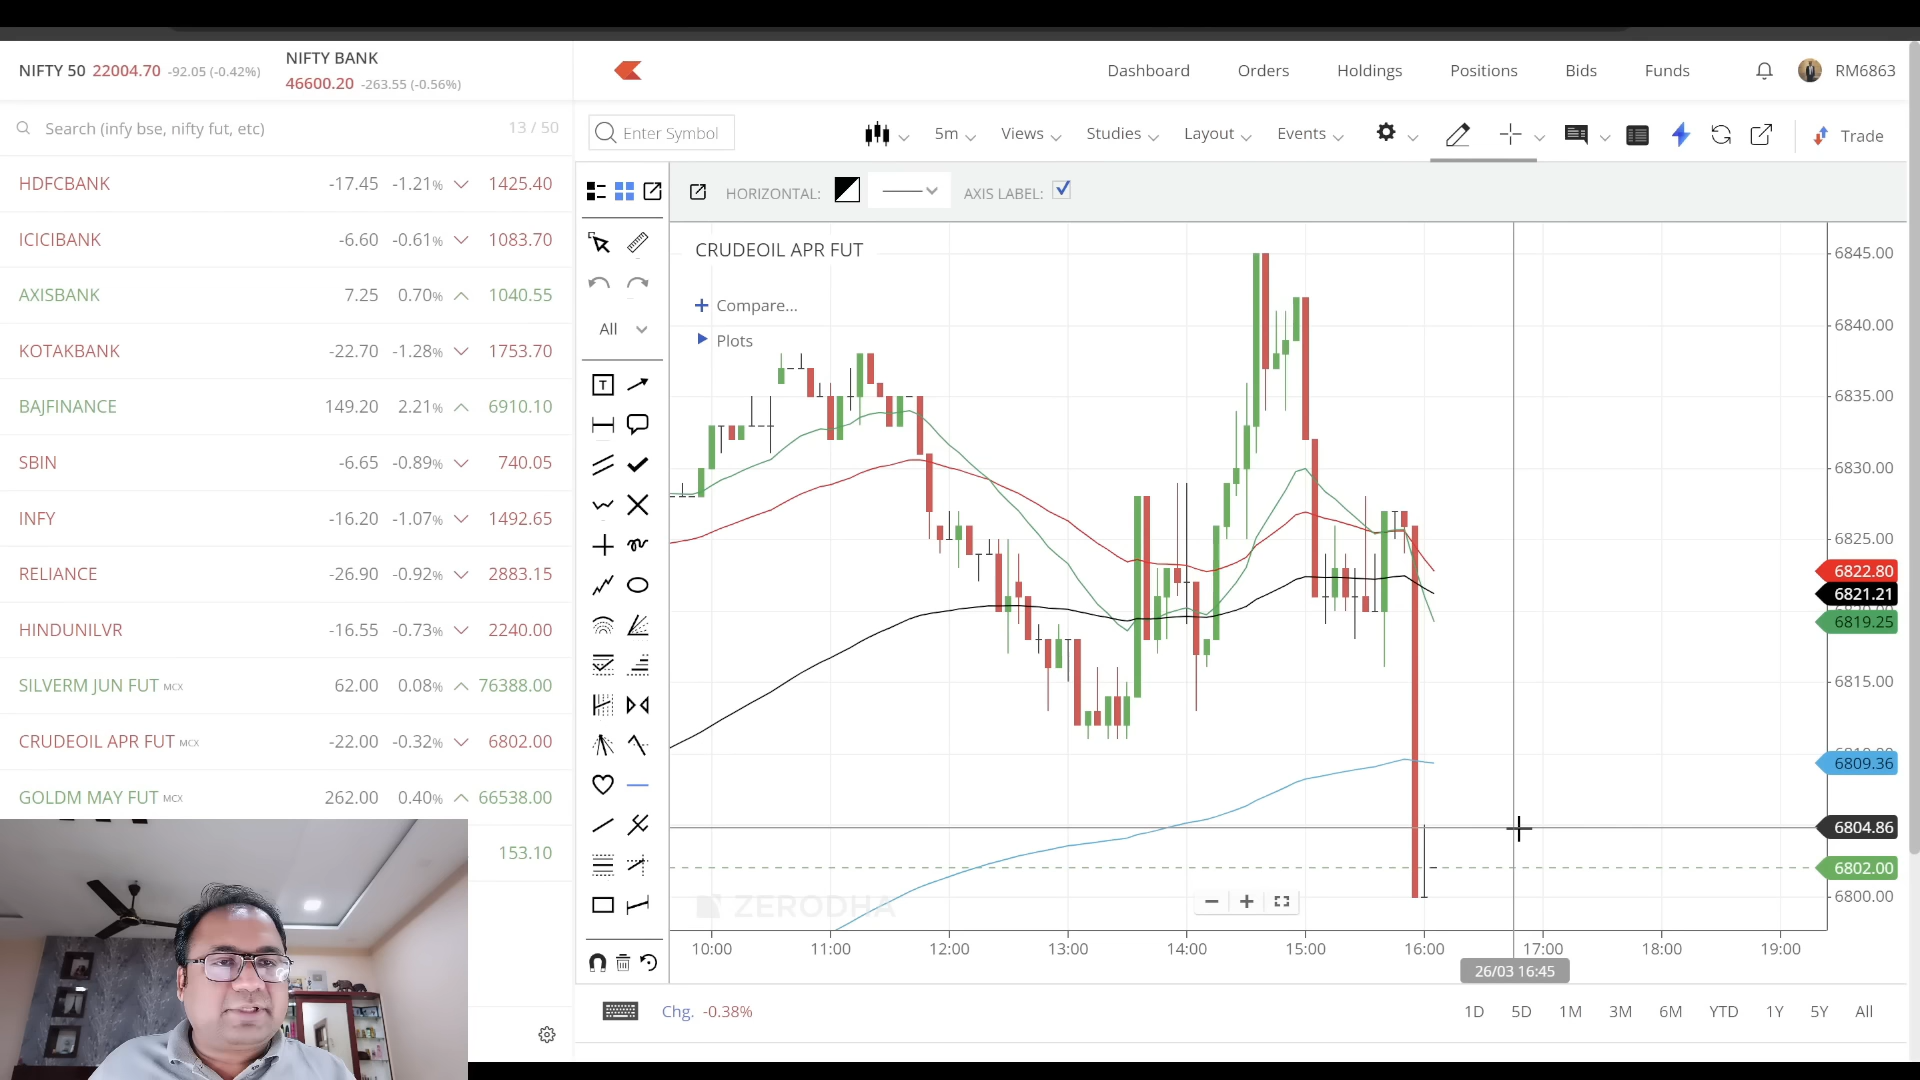 NIFTY 50 22004.70 -92.05 (-0.42%)
NIFTY BANK
46600.20 -263.55 (-0.56%)
Dashboard Orders Holdings Positions Bids Funds RM6863
Search (infy bse, nifty fut, etc) 13 / 50
Enter Symbol 5m Views Studies Layout Events Trade
HORIZONTAL: AXIS LABEL:
HDFCBANK -17.45 -1.21% 1425.40
ICICIBANK -6.60 -0.61% 1083.70
AXISBANK 7.25 0.70% 1040.55
KOTAKBANK -22.70 -1.28% 1753.70
BAJFINANCE 149.20 2.21% 6910.10
SBIN -6.65 -0.89% 740.05
INFY -16.20 -1.07% 1492.65
RELIANCE -26.90 -0.92% 2883.15
HINDUNILVR -16.55 -0.73% 2240.00
SILVERM JUN FUT MCX 62.00 0.08% 76388.00
CRUDEOIL APR FUT MCX -22.00 -0.32% 6802.00
GOLDM MAY FUT MCX 262.00 0.40% 66538.00
153.10
All
T
CRUDEOIL APR FUT
+ Compare...
Plots
6845.00
6840.00
6835.00
6830.00
6825.00
6822.80
6821.21
6819.25
6815.00
6809.36
6804.86
6802.00
6800.00
ZERODHA
10:00 11:00 12:00 13:00 14:00 15:00 16:00 17:00 18:00 19:00
26/03 16:45
Chg. -0.38% 1D 5D 1M 3M 6M YTD 1Y 5Y All